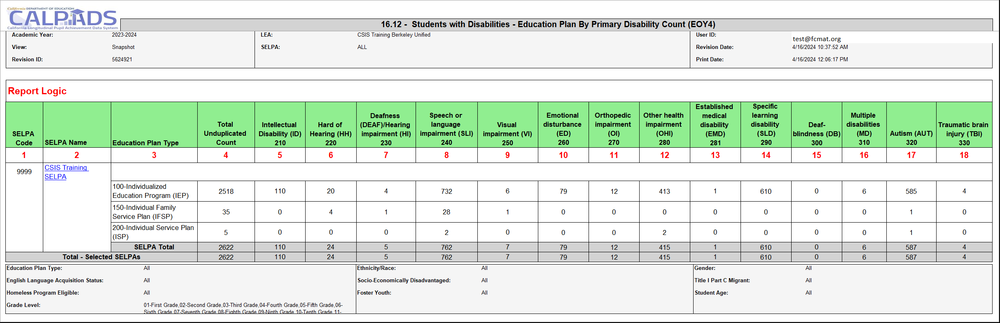 California DEPARTMENT OF EDUCATION
CALPADS
California Longitudinal Pupil Achievement Data System
16.12 - Students with Disabilities - Education Plan By Primary Disability Count (EOY4)
Academic Year: 2023-2024 LEA: CSIS Training Berkeley Unified User ID: test@fcmat.org
View: Snapshot SELPA: ALL Revision Date: 4/16/2024 10:37:52 AM
Revision ID: 5624921 Print Date: 4/16/2024 12:06:17 PM
Report Logic
SELPA Code
SELPA Name
Education Plan Type
Total Unduplicated Count
Intellectual Disability (ID) 210
Hard of Hearing (HH) 220
Deafness (DEAF)/Hearing impairment (HI) 230
Speech or language impairment (SLI) 240
Visual impairment (VI) 250
Emotional disturbance (ED) 260
Orthopedic impairment (OI) 270
Other health impairment (OHI) 280
Established medical disability (EMD) 281
Specific learning disability (SLD) 290
Deaf-blindness (DB) 300
Multiple disabilities (MD) 310
Autism (AUT) 320
Traumatic brain injury (TBI) 330
1 2 3 4 5 6 7 8 9 10 11 12 13 14 15 16 17 18
9999 CSIS Training SELPA
100-Individualized Education Program (IEP) 2518 110 20 4 732 6 79 12 413 1 610 0 6 585 4
150-Individual Family Service Plan (IFSP) 35 0 4 1 28 1 0 0 0 0 0 0 0 1 0
200-Individual Service Plan (ISP) 5 0 0 0 2 0 0 0 2 0 0 0 0 1 0
SELPA Total 2622 110 24 5 762 7 79 12 415 1 610 0 6 587 4
Total - Selected SELPAs 2622 110 24 5 762 7 79 12 415 1 610 0 6 587 4
Education Plan Type: All Ethnicity/Race: All Gender: All
English Language Acquisition Status: All Socio-Economically Disadvantaged: All Title I Part C Migrant: All
Homeless Program Eligible: All Foster Youth: All Student Age: All
Grade Level: 01-First Grade,02-Second Grade,03-Third Grade,04-Fourth Grade,05-Fifth Grade,06-
Sixth Grade,07-Seventh Grade,08-Eighth Grade,09-Ninth Grade,10-Tenth Grade,11-